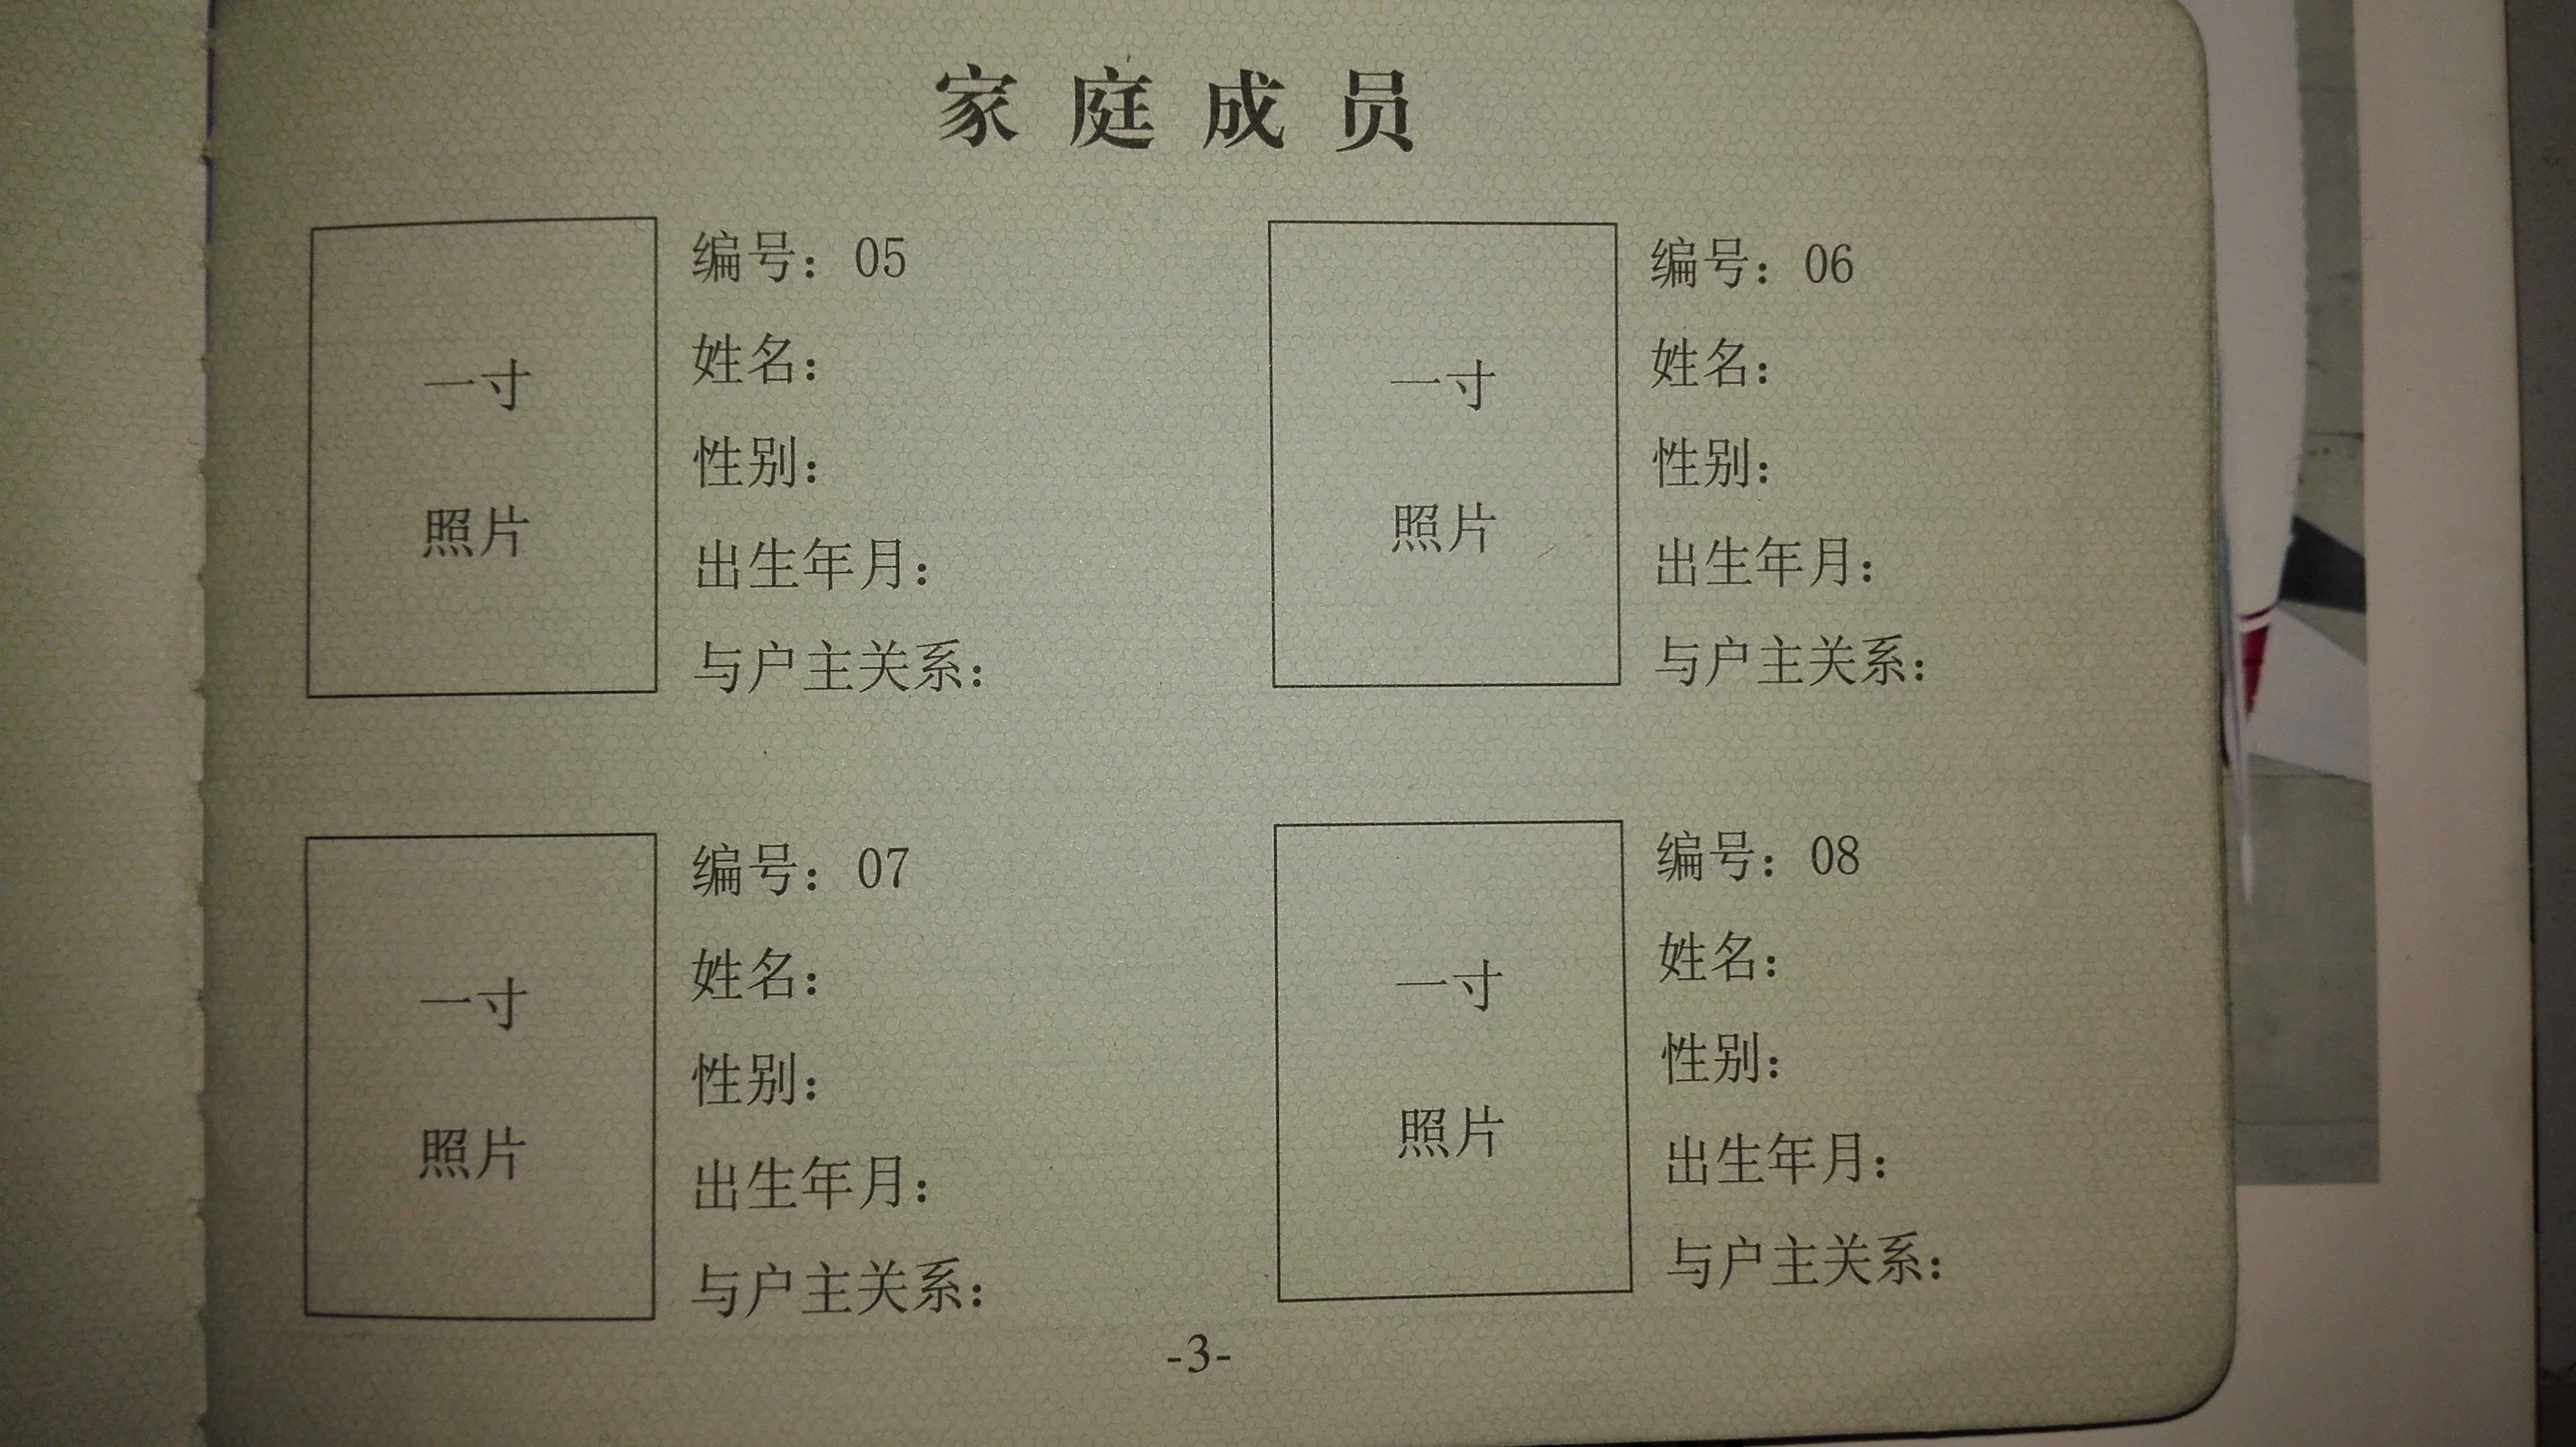 家庭成员
一寸
照片
编号：05
姓名：
性别：
出生年月：
与户主关系：
一寸
照片
编号：06
姓名：
性别：
出生年月：
与户主关系：
一寸
照片
编号：07
姓名：
性别：
出生年月：
与户主关系：
一寸
照片
编号：08
姓名：
性别：
出生年月：
与户主关系：
-3-